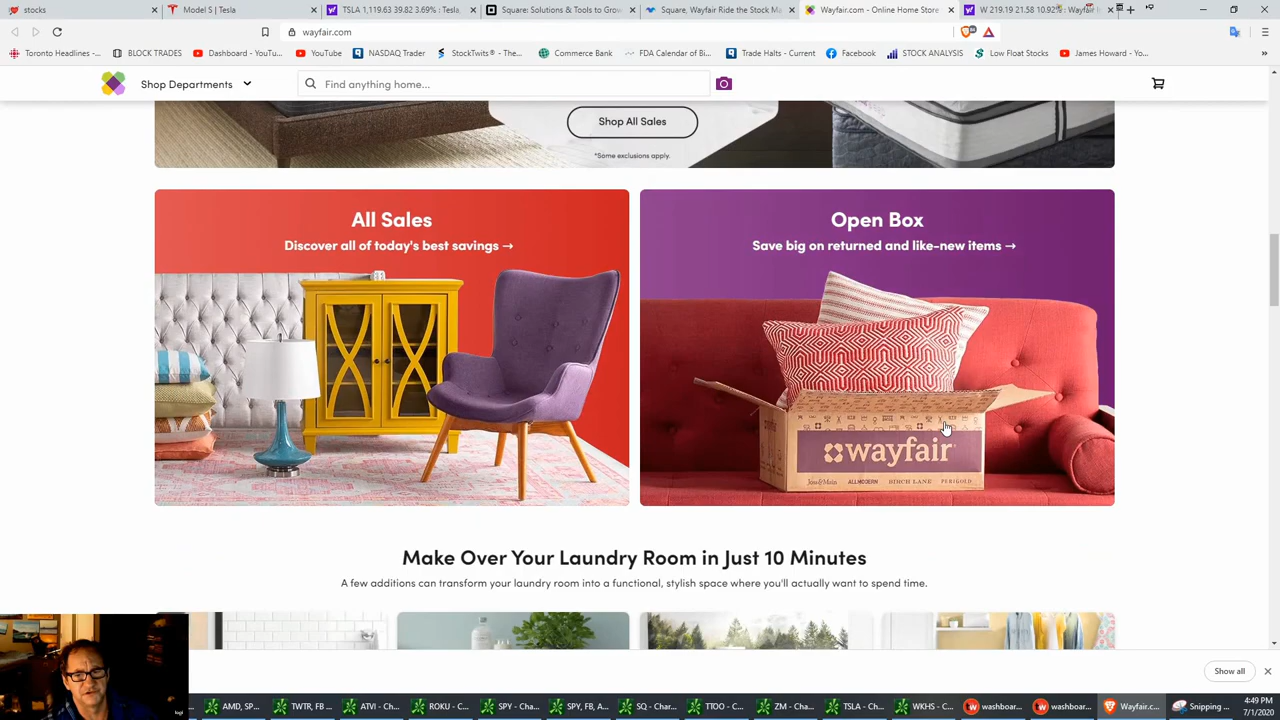 stocks
Model S | Tesla
TSLA 1,119.63 39.82 3.69% : Tesla,
Square: Solutions & Tools to Grow
Square, Wayfair Ride the Stock Ma
Wayfair.com - Online Home Store
W 219.19 21.58 10.92% : Wayfair I
wayfair.com
Toronto Headlines -...
BLOCK TRADES
Dashboard - YouTu...
YouTube
NASDAQ Trader
StockTwits® - The...
Commerce Bank
FDA Calendar of Bi...
Trade Halts - Current
Facebook
STOCK ANALYSIS
Low Float Stocks
James Howard - Yo...
Shop Departments
Find anything home...
Shop All Sales
*Some exclusions apply.
All Sales
Discover all of today's best savings →
Open Box
Save big on returned and like-new items →
wayfair
Joss&Main ALLMODERN BIRCH LANE PERIGOLD
Make Over Your Laundry Room in Just 10 Minutes
A few additions can transform your laundry room into a functional, stylish space where you'll actually want to spend time.
Show all
AMD, SP...
TWTR, FB ...
ATVI - Ch...
ROKU - C...
SPY - Cha...
SPY, FB, A...
SQ - Char...
TTOO - C...
ZM - Char...
TSLA - Ch...
WKHS - C...
washboar...
washboar...
Wayfair.c...
Snipping ...
4:49 PM
7/1/2020